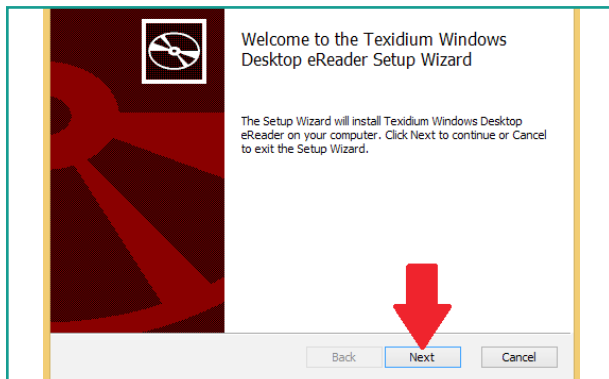 Welcome to the Texidium Windows
Desktop eReader Setup Wizard
The Setup Wizard will install Texidium Windows Desktop
eReader on your computer. Click Next to continue or Cancel
to exit the Setup Wizard.
Back Next Cancel